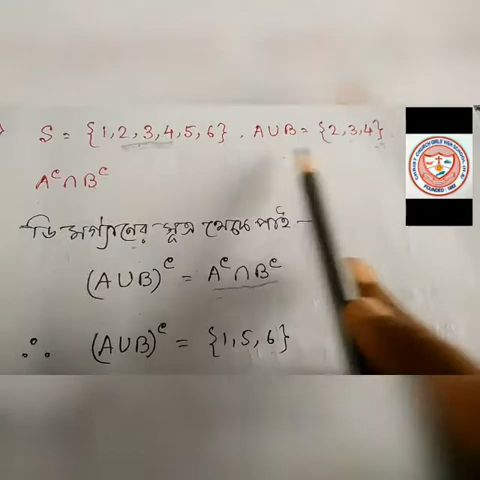 S = {1,2,3,4,5,6}, A∪B = {2,3,4}
Aᶜ∩Bᶜ
ডি মর্গ্যানের সূত্র থেকে পাই -
(A∪B)ᶜ = Aᶜ∩Bᶜ
∴ (A∪B)ᶜ = {1,5,6}